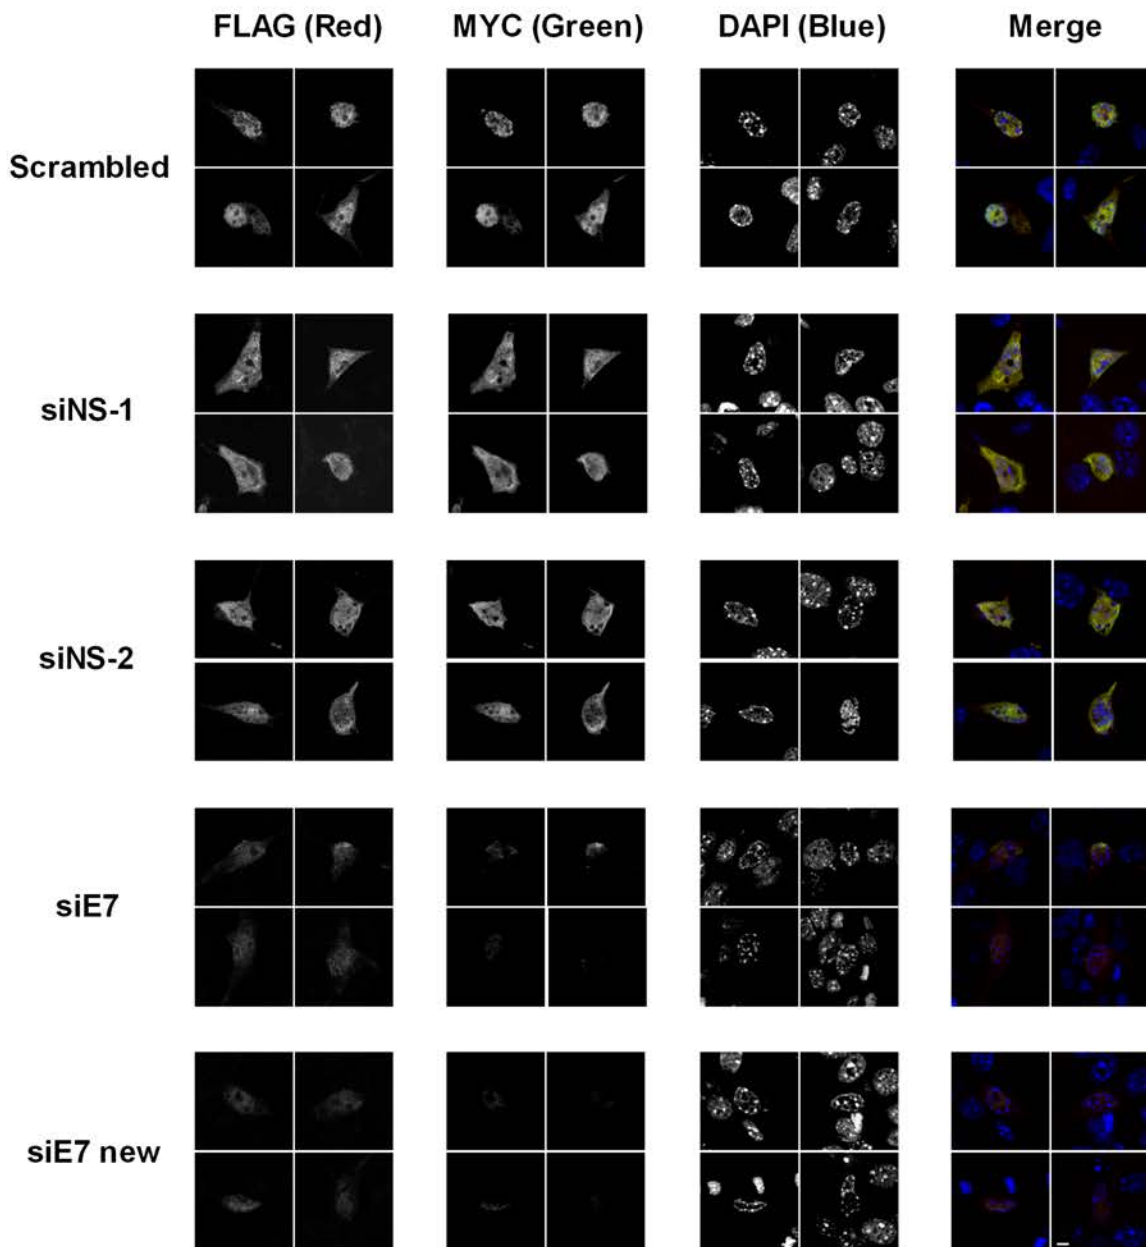 FLAG (Red) MYC (Green) DAPI (Blue) Merge
Scrambled
siNS-1
siNS-2
siE7
siE7 new